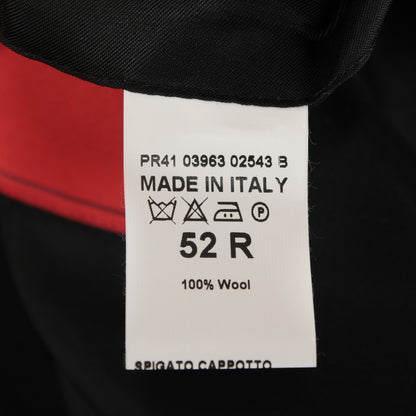 PR41 03963 02543 B
MADE IN ITALY
P
52 R
100% Wool
SPIGATO CAPPOTTO